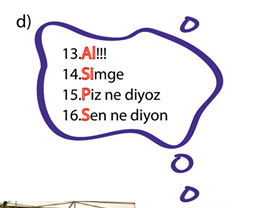 d)
13.Al!!!
14.Simge
15.Piz ne diyoz
16.Sen ne diyon